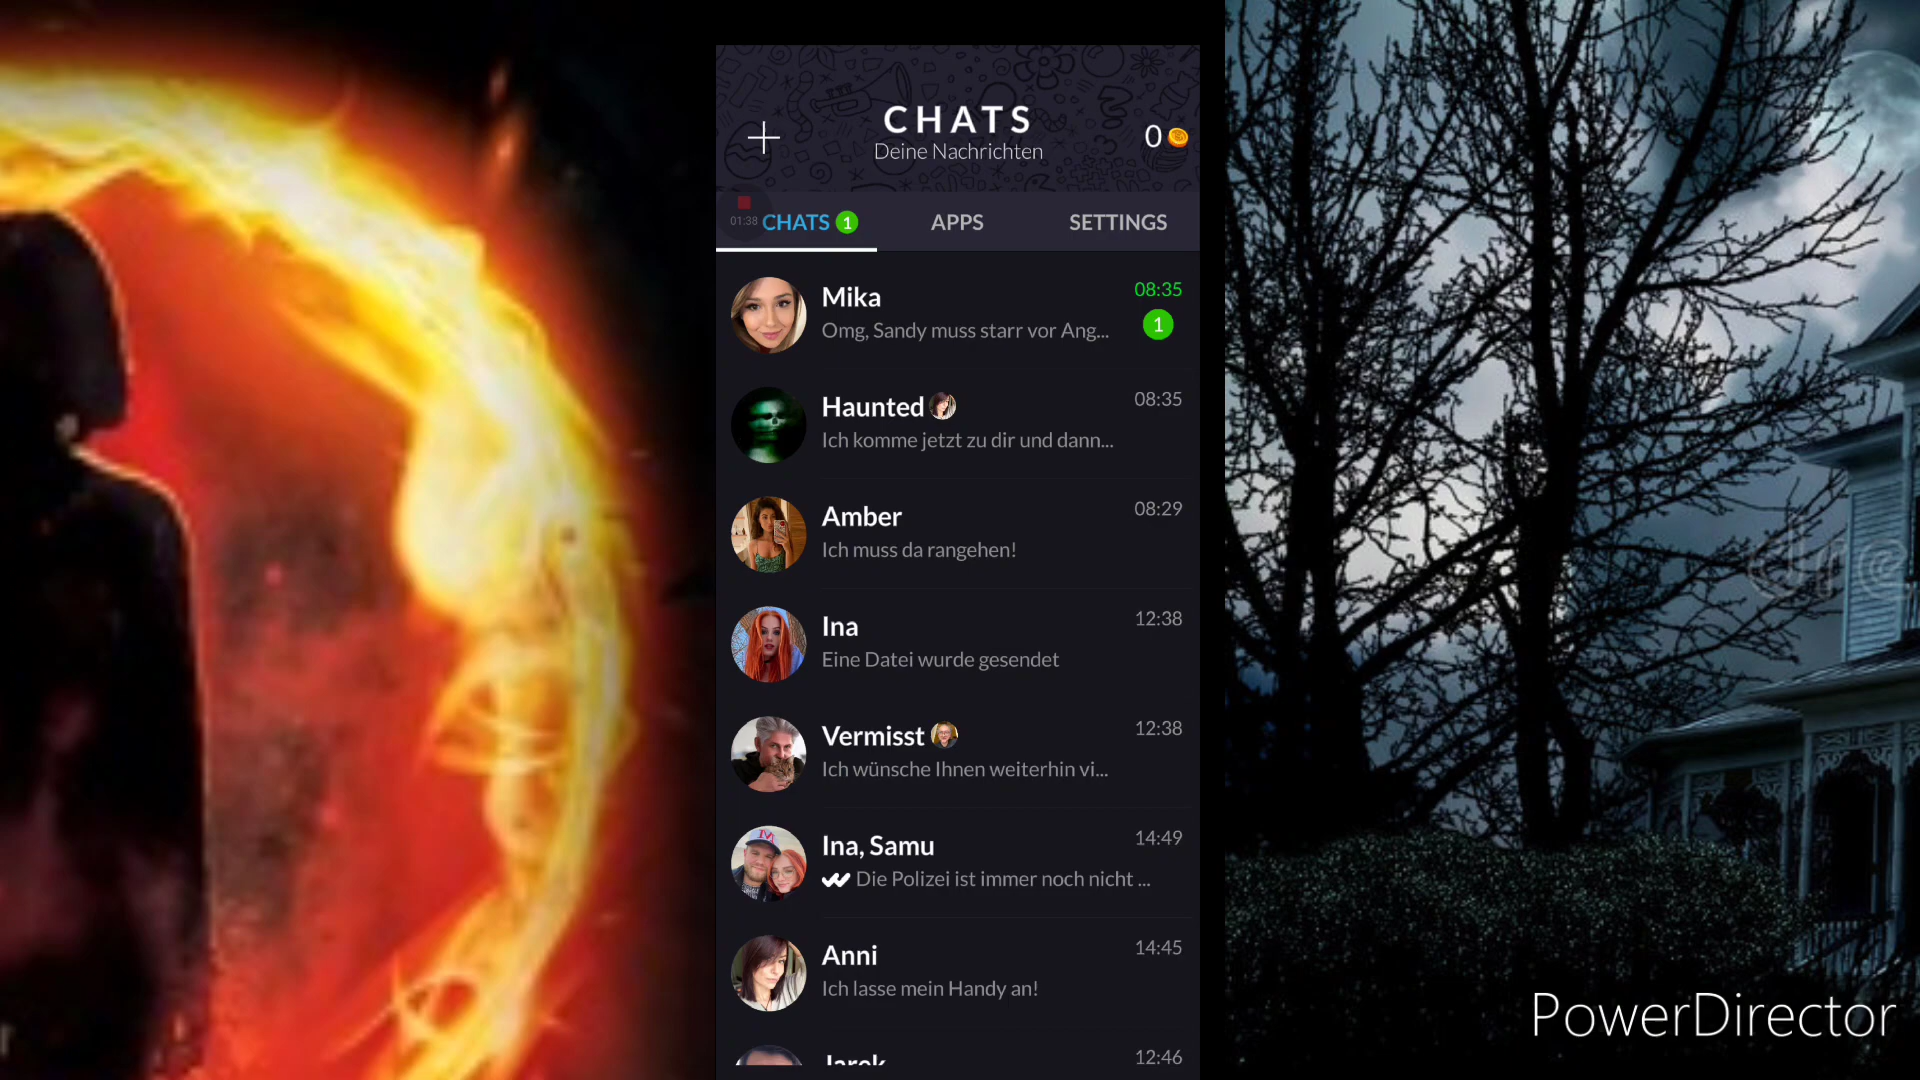 CHATS
Deine Nachrichten
0
01:38
CHATS 1
APPS
SETTINGS
Mika
08:35
Omg, Sandy muss starr vor Ang...
1
Haunted
08:35
Ich komme jetzt zu dir und dann...
Amber
08:29
Ich muss da rangehen!
Ina
12:38
Eine Datei wurde gesendet
Vermisst
12:38
Ich wünsche Ihnen weiterhin vi...
Ina, Samu
14:49
Die Polizei ist immer noch nicht ...
Anni
14:45
Ich lasse mein Handy an!
Jarek
12:46
PowerDirector